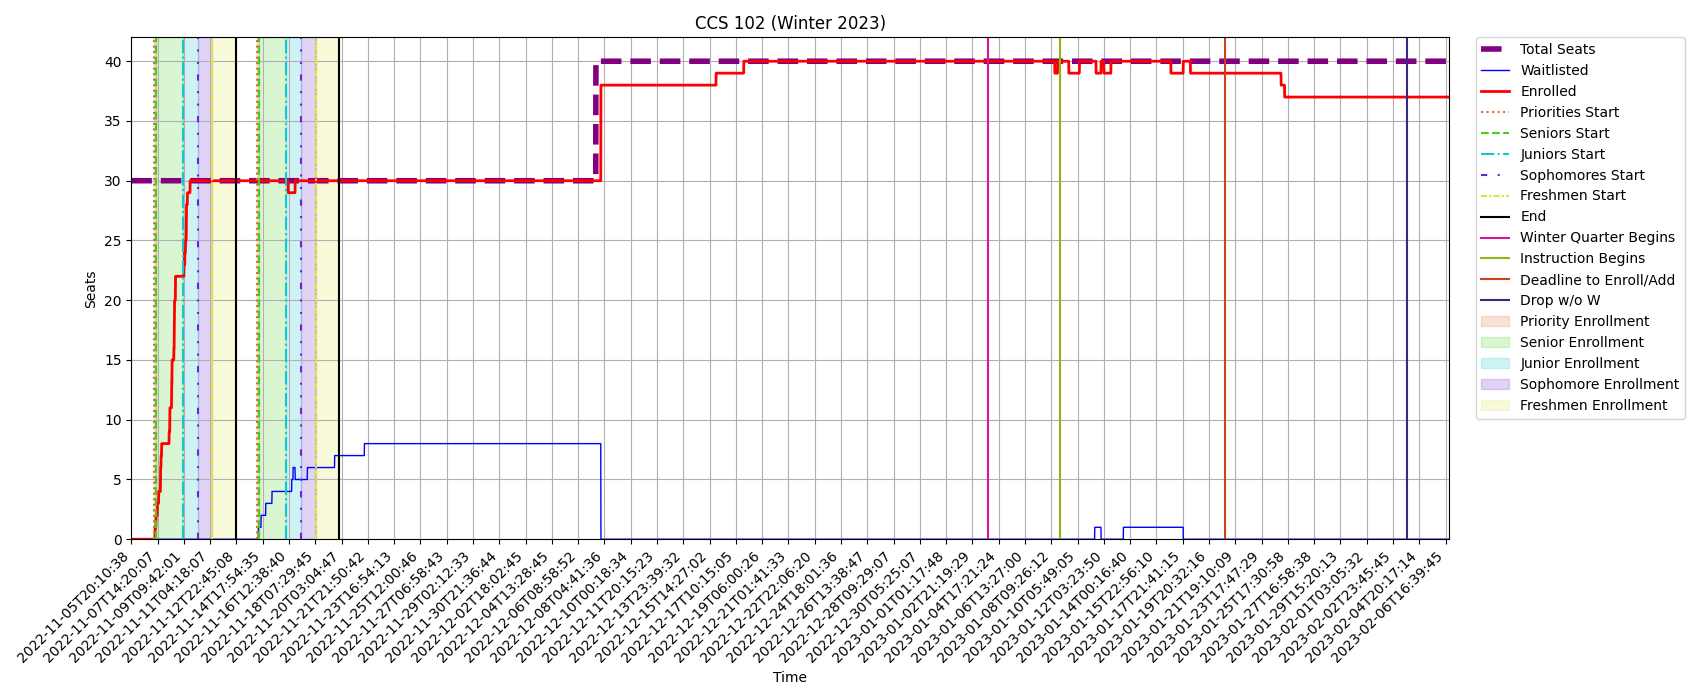 CCS 102 (Winter 2023)
Seats
40
35
30
25
20
15
10
5
0
2022-11-05T20:10:38
2022-11-07T14:20:07
2022-11-09T09:42:01
2022-11-11T04:18:07
2022-11-12T22:45:08
2022-11-14T17:54:35
2022-11-16T12:38:40
2022-11-18T07:29:45
2022-11-20T03:04:47
2022-11-21T21:50:42
2022-11-23T16:54:13
2022-11-25T12:00:46
2022-11-27T06:58:43
2022-11-29T02:12:33
2022-11-30T21:36:44
2022-12-02T18:02:45
2022-12-04T13:28:45
2022-12-06T08:58:52
2022-12-08T04:41:36
2022-12-10T00:18:34
2022-12-11T20:15:23
2022-12-13T23:39:32
2022-12-15T14:27:02
2022-12-17T10:15:05
2022-12-19T06:00:26
2022-12-21T01:41:33
2022-12-22T22:06:20
2022-12-24T18:01:36
2022-12-26T13:38:47
2022-12-28T09:29:07
2022-12-30T05:25:07
2023-01-01T01:17:48
2023-01-02T21:19:29
2023-01-04T17:21:24
2023-01-06T13:27:00
2023-01-08T09:26:12
2023-01-10T05:49:05
2023-01-12T03:23:50
2023-01-14T00:16:40
2023-01-15T22:56:10
2023-01-17T21:41:15
2023-01-19T20:32:16
2023-01-21T19:10:09
2023-01-23T17:47:29
2023-01-25T17:30:58
2023-01-27T16:58:38
2023-01-29T15:20:13
2023-02-01T03:05:32
2023-02-02T23:45:45
2023-02-04T20:17:14
2023-02-06T16:39:45
Time
Total Seats
Waitlisted
Enrolled
Priorities Start
Seniors Start
Juniors Start
Sophomores Start
Freshmen Start
End
Winter Quarter Begins
Instruction Begins
Deadline to Enroll/Add
Drop w/o W
Priority Enrollment
Senior Enrollment
Junior Enrollment
Sophomore Enrollment
Freshmen Enrollment